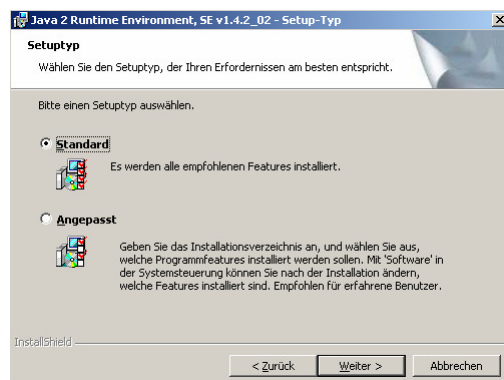 Java 2 Runtime Environment, SE v1.4.2_02 - Setup-Typ
Setuptyp
Wählen Sie den Setuptyp, der Ihren Erfordernissen am besten entspricht.
Bitte einen Setuptyp auswählen.
Standard
Es werden alle empfohlenen Features installiert.
Angepasst
Geben Sie das Installationsverzeichnis an, und wählen Sie aus,
welche Programmfeatures installiert werden sollen. Mit 'Software' in
der Systemsteuerung können Sie nach der Installation ändern,
welche Features installiert sind. Empfohlen für erfahrene Benutzer.
InstallShield
< Zurück Weiter > Abbrechen